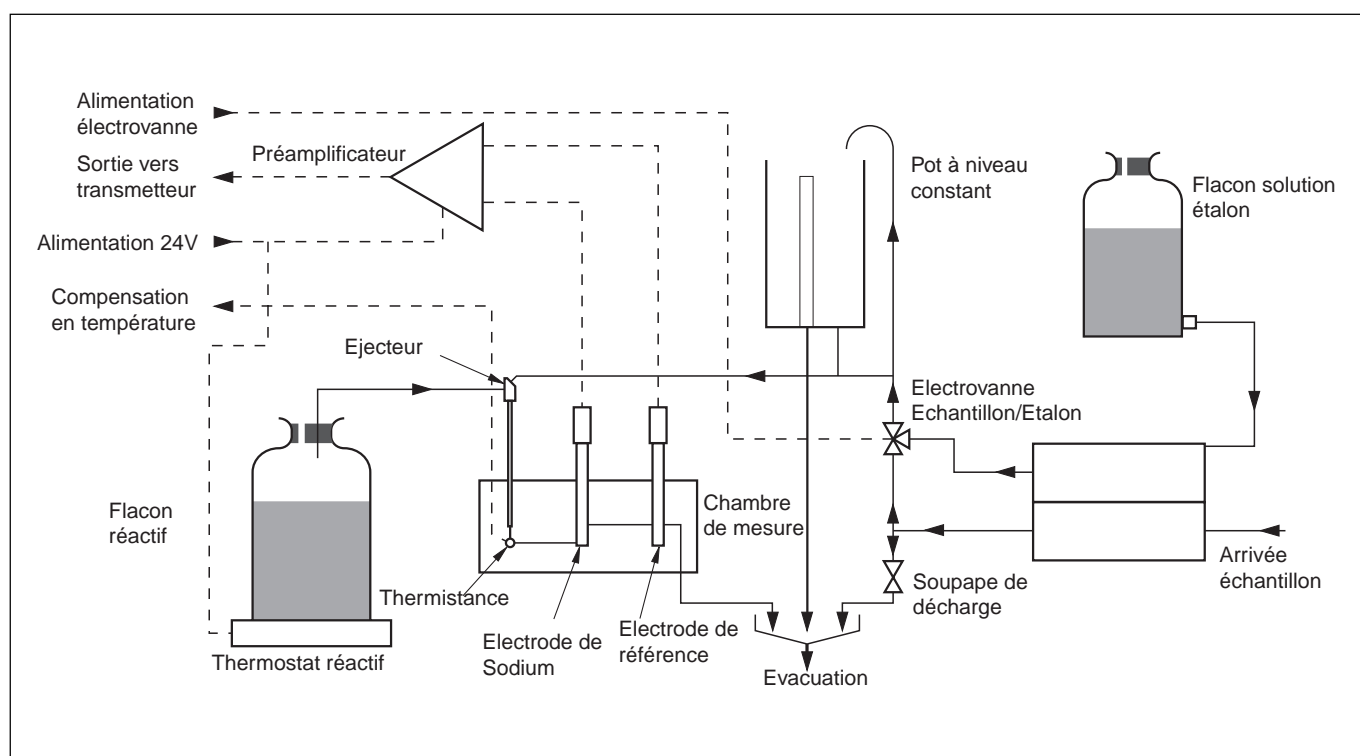 Alimentation
électrovanne
Préamplificateur
Sortie vers
transmetteur
Pot à niveau
constant
Flacon solution
étalon
Alimentation 24V
Compensation
en température
Ejecteur
Electrovanne
Echantillon/Etalon
Flacon
réactif
Chambre
de mesure
Arrivée
échantillon
Soupape de
décharge
Thermistance
Electrode de
Sodium
Electrode de
référence
Thermostat réactif
Evacuation